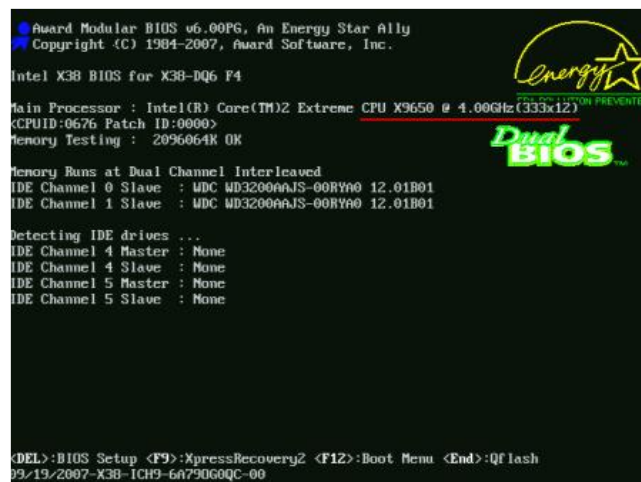 Award Modular BIOS v6.00PG, An Energy Star Ally
Copyright (C) 1984-2007, Award Software, Inc.
Intel X38 BIOS for X38-DQ6 F4
Main Processor : Intel(R) Core(TM)2 Extreme CPU X9650 @ 4.00GHz(333x12)
<CPUID:0676 Patch ID:0000>
Memory Testing : 2096064K OK
energy
EPA POLLUTION PREVENTE
Dual
BIOS TM
Memory Runs at Dual Channel Interleaved
IDE Channel 0 Slave : WDC WD3200AAJS-00RYA0 12.01B01
IDE Channel 1 Slave : WDC WD3200AAJS-00RYA0 12.01B01
Detecting IDE drives ...
IDE Channel 4 Master : None
IDE Channel 4 Slave : None
IDE Channel 5 Master : None
IDE Channel 5 Slave : None
<DEL>:BIOS Setup <F9>:XpressRecovery2 <F12>:Boot Menu <End>:Qflash
09/19/2007-X38-ICH9-6A790G0QC-00